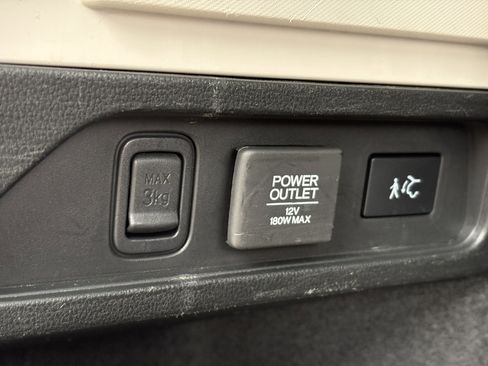 MAX
3kg
POWER
OUTLET
12V
180W MAX